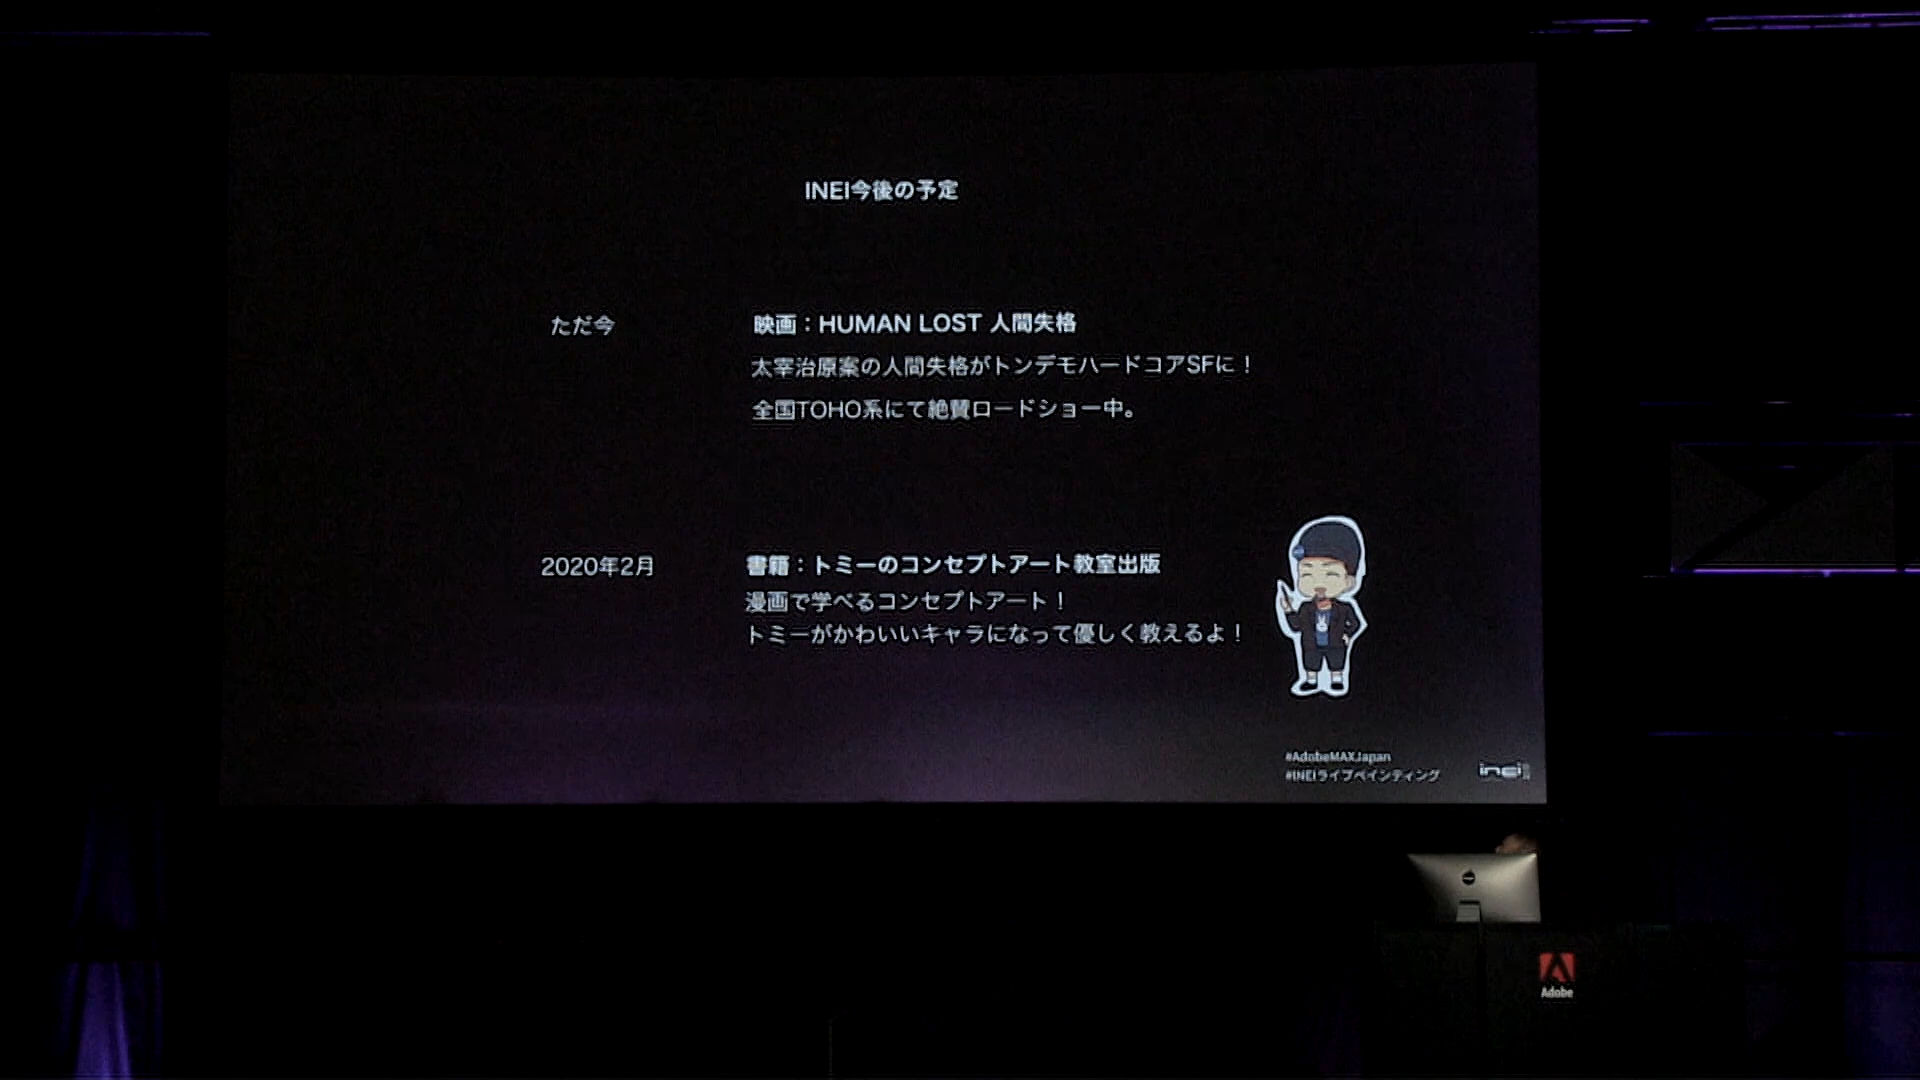 INEI今後の予定
ただ今
映画：HUMAN LOST 人間失格
太宰治原案の人間失格がトンデモハードコアSFに！
全国TOHO系にて絶賛ロードショー中。
2020年2月
書籍：トミーのコンセプトアート教室出版
漫画で学べるコンセプトアート！
トミーがかわいいキャラになって優しく教えるよ！
#AdobeMAXJapan
#INEIライブペインティング
inei
Adobe